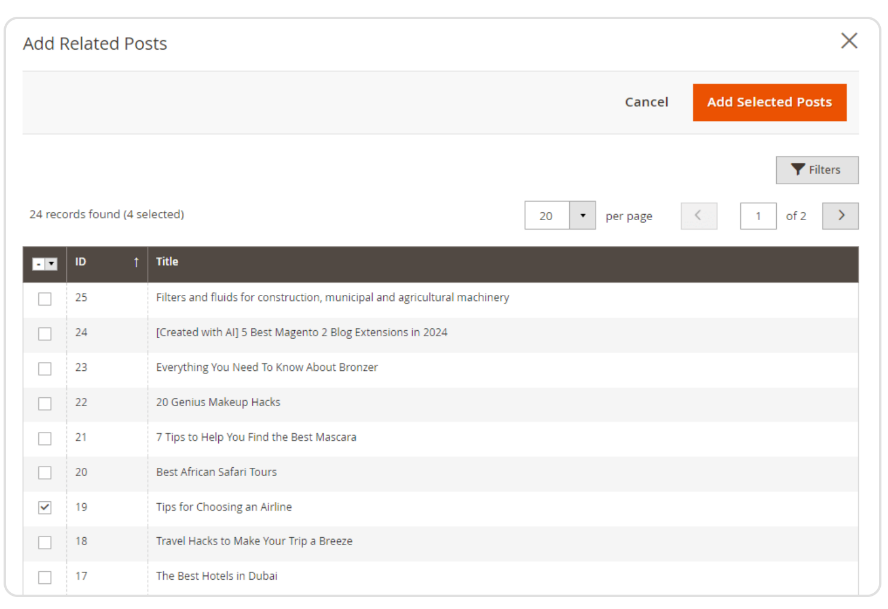 Add Related Posts
Cancel Add Selected Posts
Filters
24 records found (4 selected) 20 per page 1 of 2
ID ↑ Title
25 Filters and fluids for construction, municipal and agricultural machinery
24 [Created with AI] 5 Best Magento 2 Blog Extensions in 2024
23 Everything You Need To Know About Bronzer
22 20 Genius Makeup Hacks
21 7 Tips to Help You Find the Best Mascara
20 Best African Safari Tours
19 Tips for Choosing an Airline
18 Travel Hacks to Make Your Trip a Breeze
17 The Best Hotels in Dubai